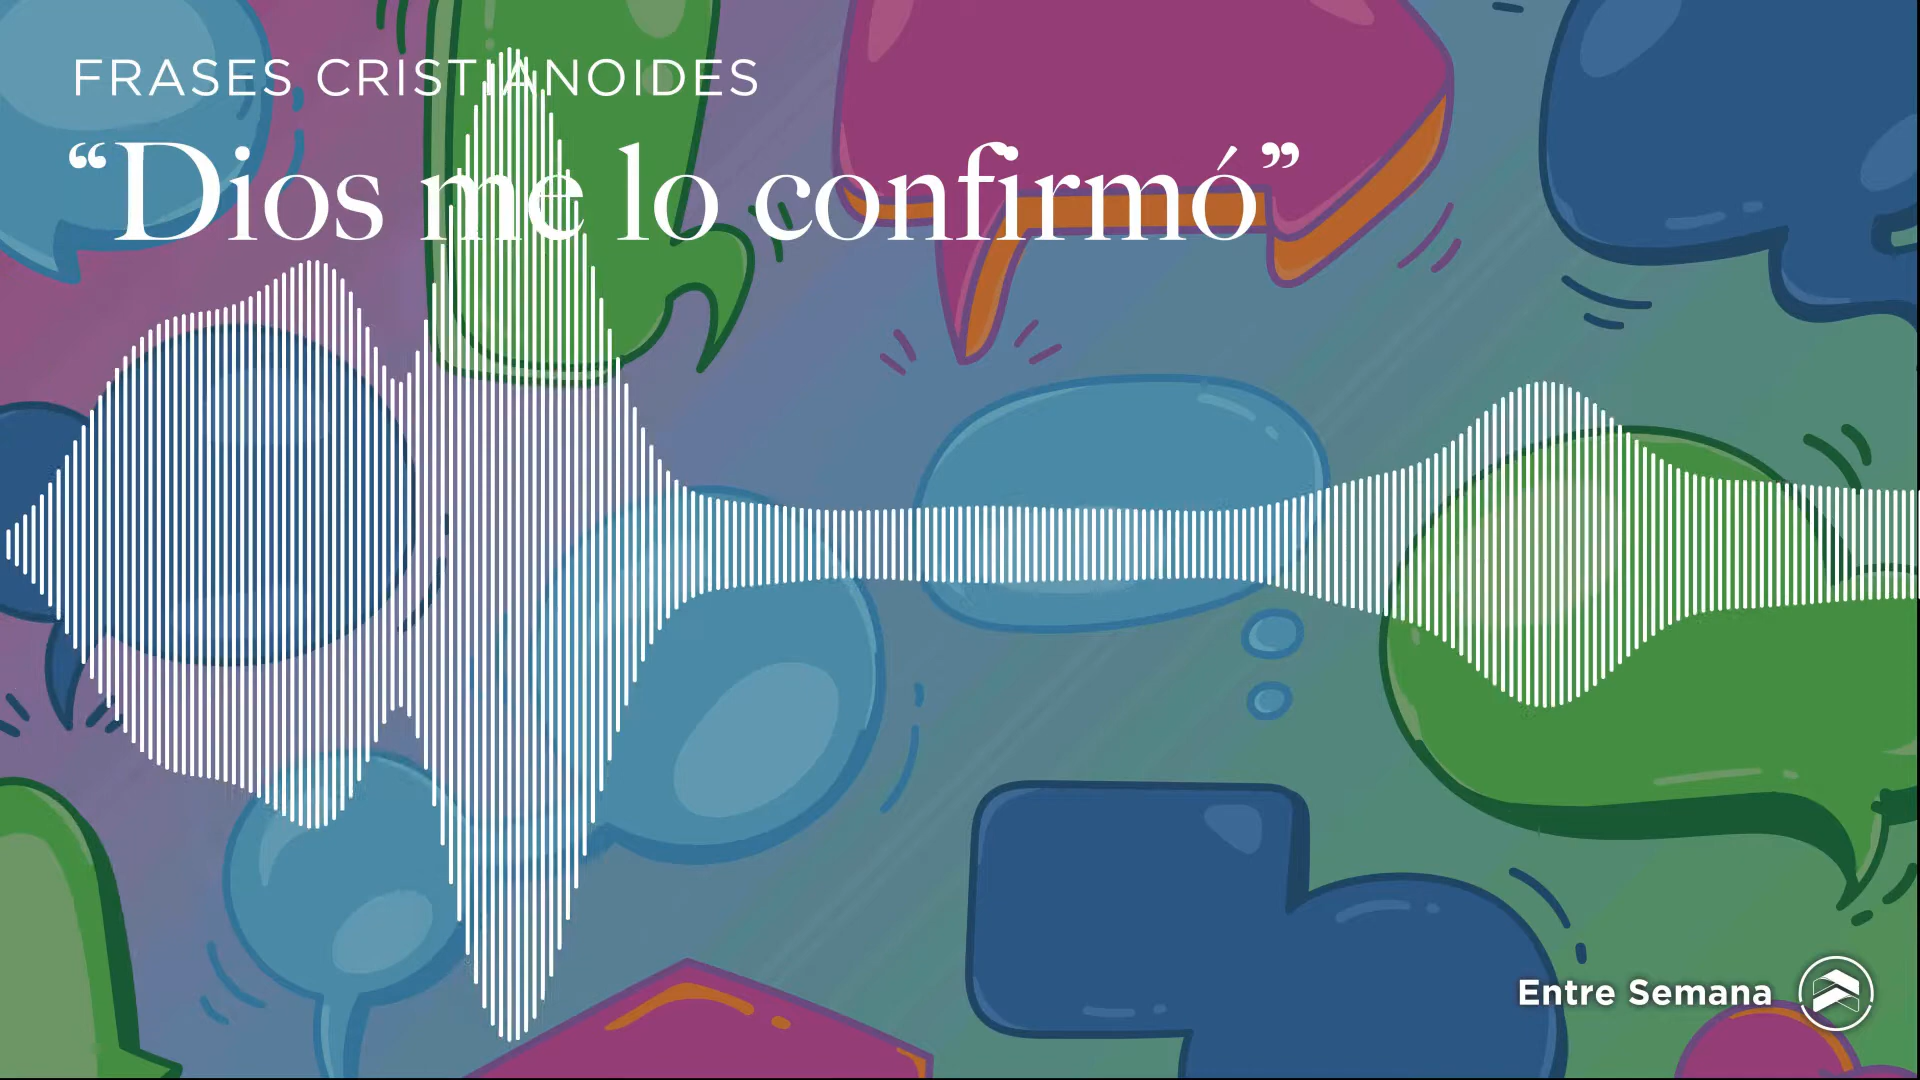 FRASES CRISTIANOIDES
“Dios me lo confirmó”
Entre Semana